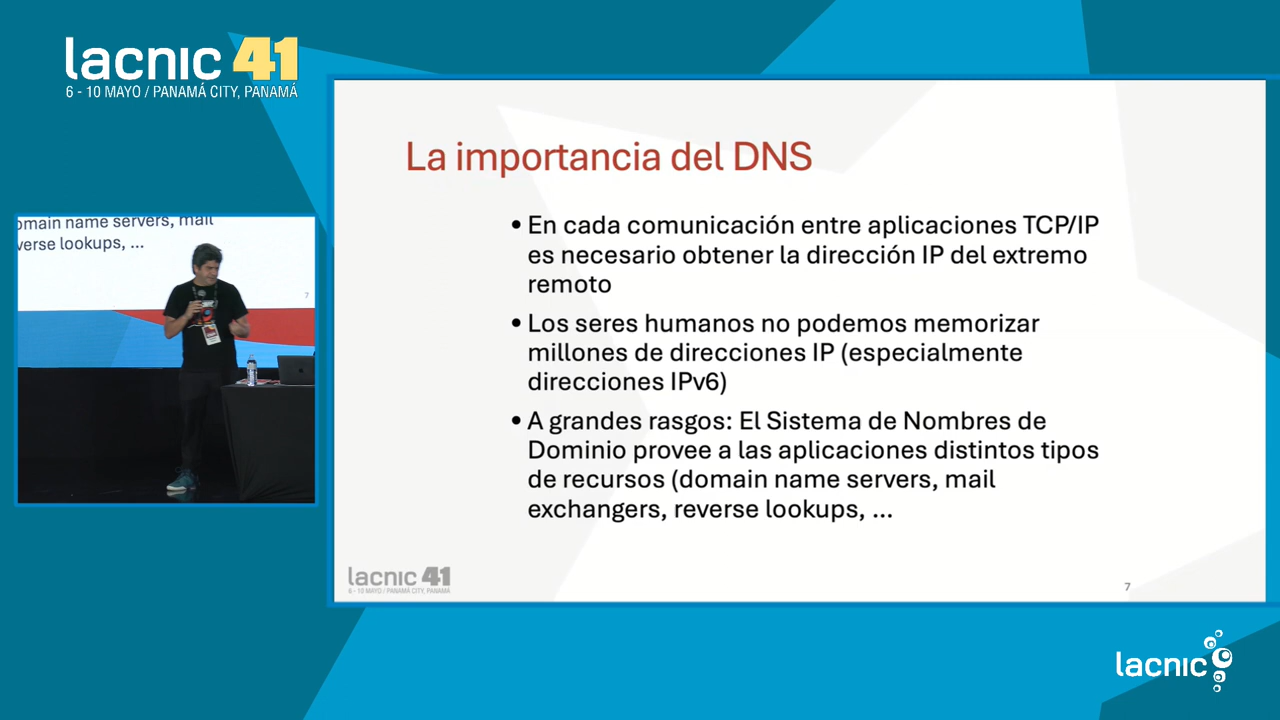 lacnic 41
6 - 10 MAYO / PANAMÁ CITY, PANAMÁ
omain name servers, mail
verse lookups, ...
7
La importancia del DNS
• En cada comunicación entre aplicaciones TCP/IP
es necesario obtener la dirección IP del extremo
remoto
• Los seres humanos no podemos memorizar
millones de direcciones IP (especialmente
direcciones IPv6)
• A grandes rasgos: El Sistema de Nombres de
Dominio provee a las aplicaciones distintos tipos
de recursos (domain name servers, mail
exchangers, reverse lookups, ...
lacnic 41
6 - 10 MAYO / PANAMÁ CITY, PANAMÁ
7
lacnic